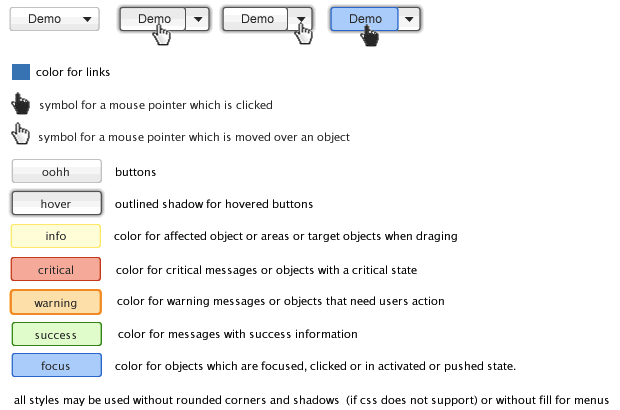 Demo Demo Demo Demo
color for links
symbol for a mouse pointer which is clicked
symbol for a mouse pointer which is moved over an object
oohh buttons
hover outlined shadow for hovered buttons
info color for affected object or areas or target objects when draging
critical color for critical messages or objects with a critical state
warning color for warning messages or objects that need users action
success color for messages with success information
focus color for objects which are focused, clicked or in activated or pushed state.
all styles may be used without rounded corners and shadows (if css does not support) or without fill for menus